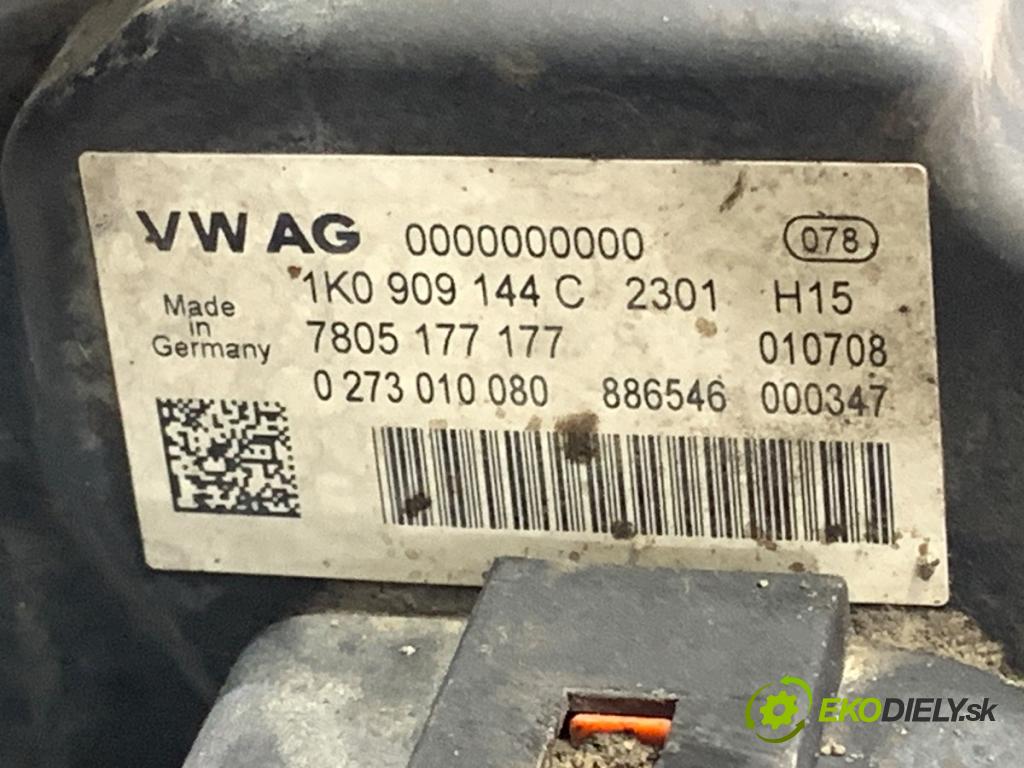 VW AG 0000000000 078
1K0 909 144 C 2301 H15
Made in Germany
7805 177 177 010708
0 273 010 080 886546 000347
EKODIELY.sk